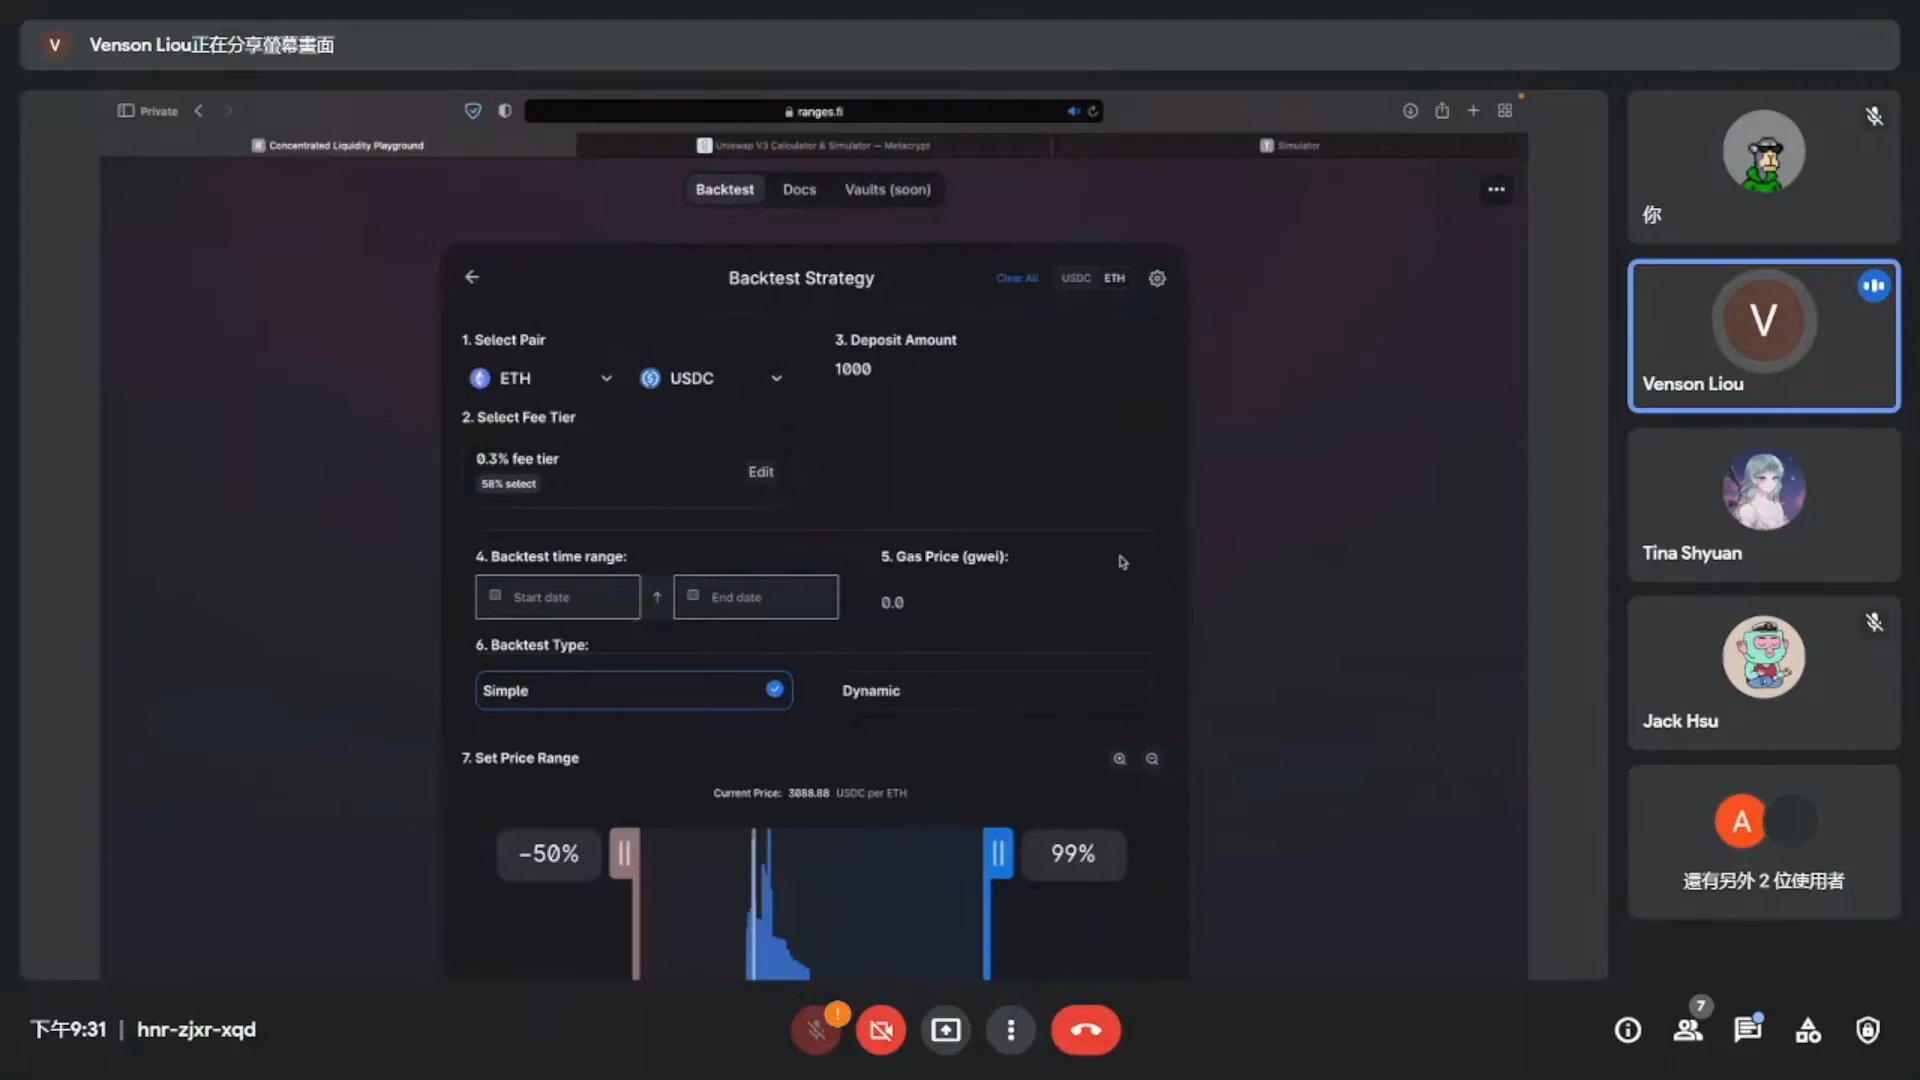 V Venson Liou正在分享螢幕畫面
Private
ranges.fi
Concentrated Liquidity Playground
Uniswap V3 Calculator & Simulator — Metacrypt
Simulator
Backtest Docs Vaults (soon)
Backtest Strategy
Clear All USDC ETH
1. Select Pair
3. Deposit Amount
ETH USDC
1000
2. Select Fee Tier
0.3% fee tier
58% select
Edit
4. Backtest time range:
5. Gas Price (gwei):
Start date
End date
0.0
6. Backtest Type:
Simple
Dynamic
7. Set Price Range
Current Price: 3088.88 USDC per ETH
-50%
99%
你
V
Venson Liou
Tina Shyuan
Jack Hsu
A
還有另外 2 位使用者
下午9:31 | hnr-zjxr-xqd
!
7